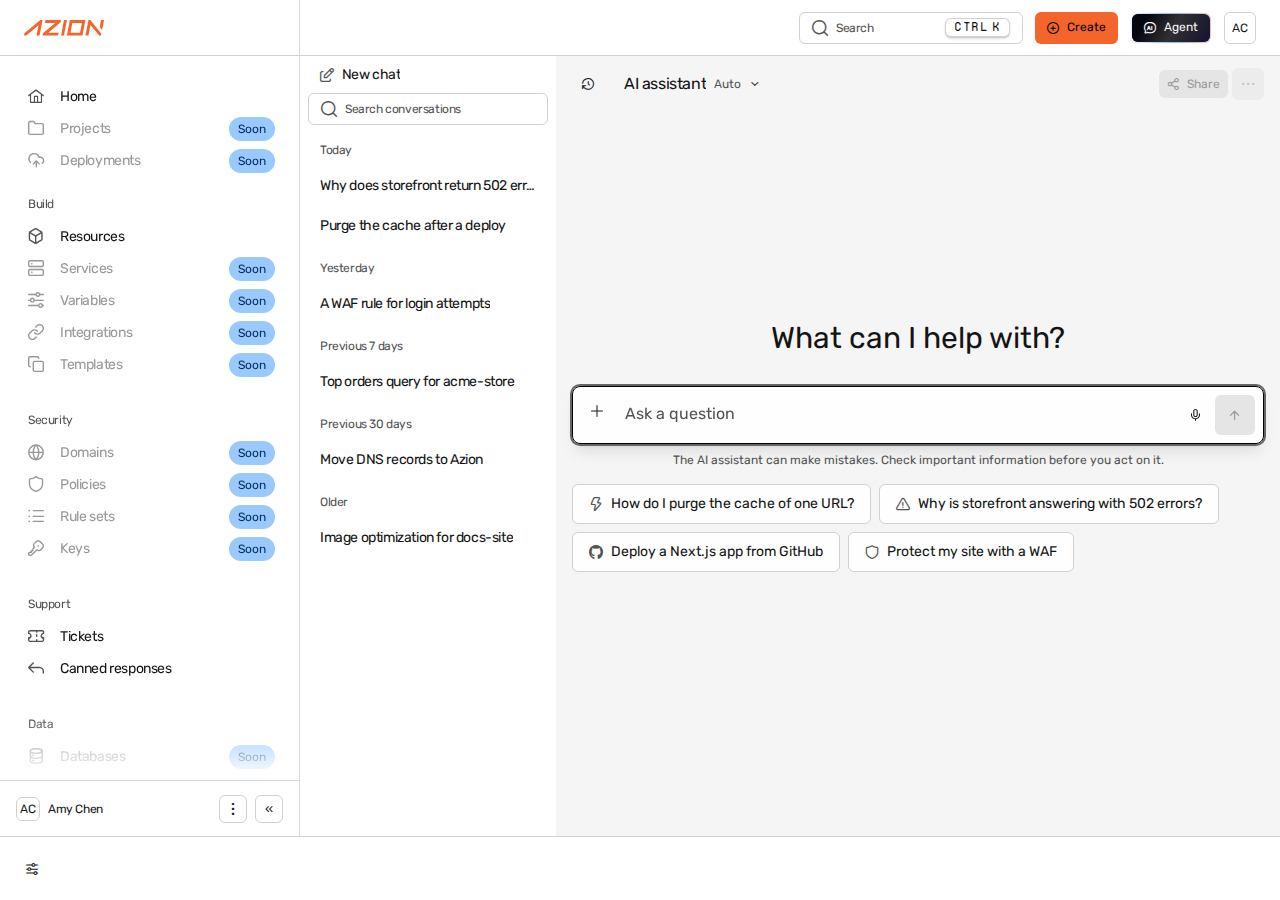 AZION
Search
CTRL K
Create
AI
Agent
AC
Home
Projects
Soon
Deployments
Soon
Build
Resources
Services
Soon
Variables
Soon
Integrations
Soon
Templates
Soon
Security
Domains
Soon
Policies
Soon
Rule sets
Soon
Keys
Soon
Support
Tickets
Canned responses
Data
Databases
Soon
AC
Amy Chen
New chat
Search conversations
Today
Why does storefront return 502 err...
Purge the cache after a deploy
Yesterday
A WAF rule for login attempts
Previous 7 days
Top orders query for acme-store
Previous 30 days
Move DNS records to Azion
Older
Image optimization for docs-site
AI assistant
Auto
Share
What can I help with?
Ask a question
The AI assistant can make mistakes. Check important information before you act on it.
How do I purge the cache of one URL?
Why is storefront answering with 502 errors?
Deploy a Next.js app from GitHub
Protect my site with a WAF